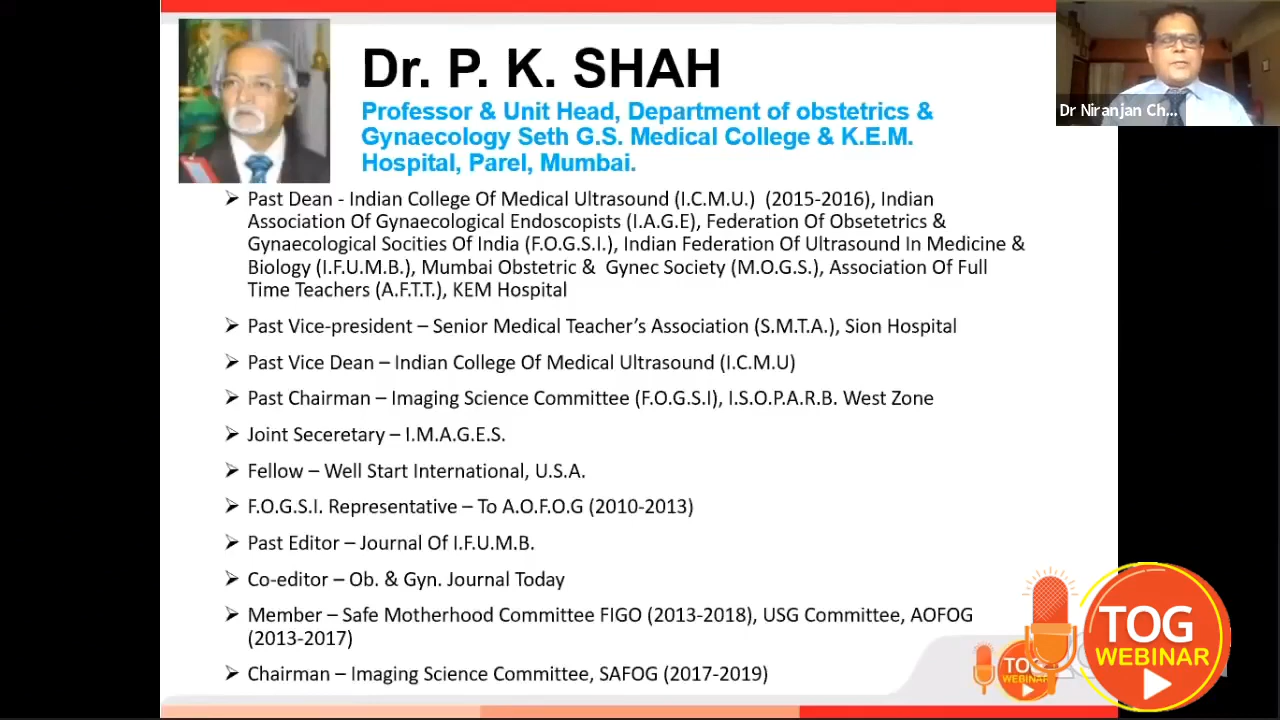 Dr. P. K. SHAH
Professor & Unit Head, Department of obstetrics &
Gynaecology Seth G.S. Medical College & K.E.M.
Hospital, Parel, Mumbai.
Dr Niranjan Ch...
➢ Past Dean - Indian College Of Medical Ultrasound (I.C.M.U.) (2015-2016), Indian
Association Of Gynaecological Endoscopists (I.A.G.E), Federation Of Obsetetrics &
Gynaecological Socities Of India (F.O.G.S.I.), Indian Federation Of Ultrasound In Medicine &
Biology (I.F.U.M.B.), Mumbai Obstetric & Gynec Society (M.O.G.S.), Association Of Full
Time Teachers (A.F.T.T.), KEM Hospital
➢ Past Vice-president – Senior Medical Teacher's Association (S.M.T.A.), Sion Hospital
➢ Past Vice Dean – Indian College Of Medical Ultrasound (I.C.M.U)
➢ Past Chairman – Imaging Science Committee (F.O.G.S.I), I.S.O.P.A.R.B. West Zone
➢ Joint Seceretary – I.M.A.G.E.S.
➢ Fellow – Well Start International, U.S.A.
➢ F.O.G.S.I. Representative – To A.O.F.O.G (2010-2013)
➢ Past Editor – Journal Of I.F.U.M.B.
➢ Co-editor – Ob. & Gyn. Journal Today
➢ Member – Safe Motherhood Committee FIGO (2013-2018), USG Committee, AOFOG
(2013-2017)
➢ Chairman – Imaging Science Committee, SAFOG (2017-2019)
TOG
WEBINAR
TOG
WEBINAR